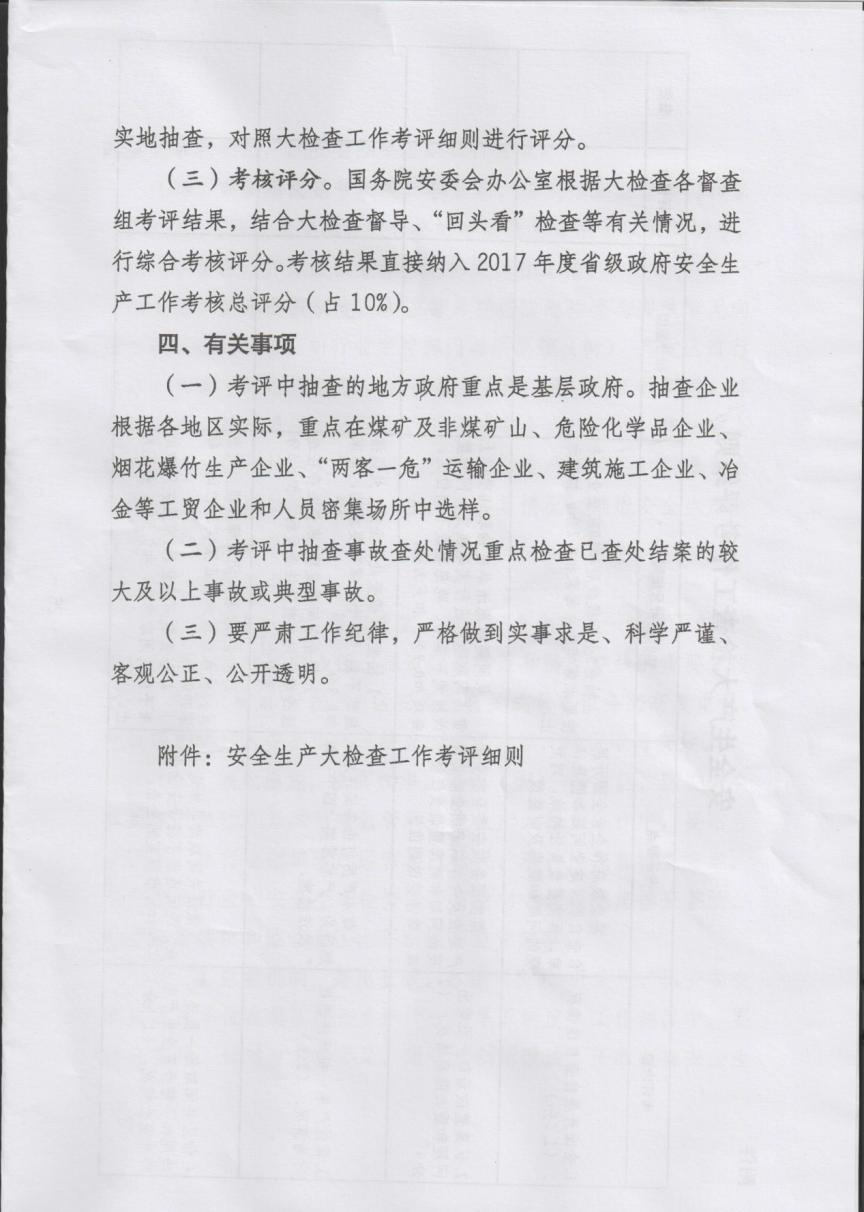 实地抽查，对照大检查工作考评细则进行评分。
（三）考核评分。国务院安委会办公室根据大检查各督查
组考评结果，结合大检查督导、“回头看”检查等有关情况，进
行综合考核评分。考核结果直接纳入 2017 年度省级政府安全生
产工作考核总评分（占 10%）。
四、有关事项
（一）考评中抽查的地方政府重点是基层政府。抽查企业
根据各地区实际，重点在煤矿及非煤矿山、危险化学品企业、
烟花爆竹生产企业、“两客一危”运输企业、建筑施工企业、冶
金等工贸企业和人员密集场所中选样。
（二）考评中抽查事故查处情况重点检查已查处结案的较
大及以上事故或典型事故。
（三）要严肃工作纪律，严格做到实事求是、科学严谨、
客观公正、公开透明。
附件：安全生产大检查工作考评细则